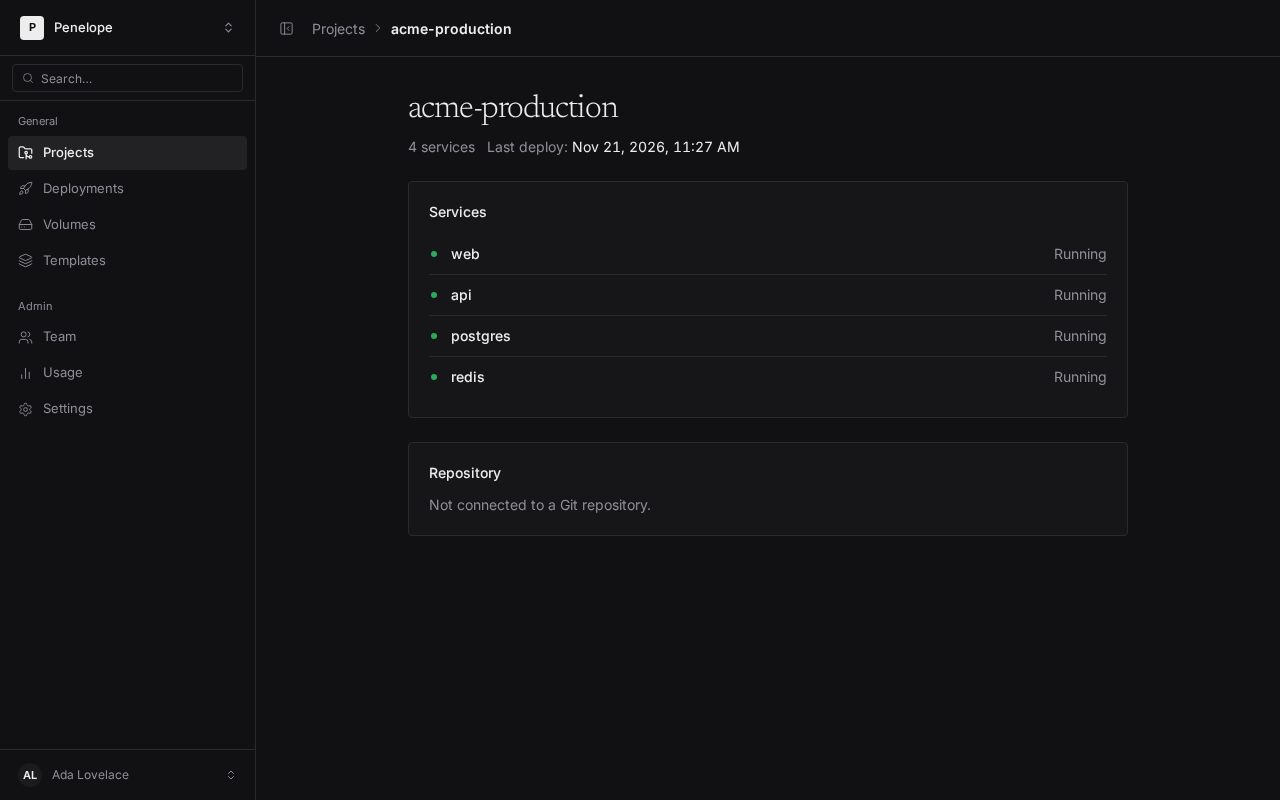 P Penelope
Search...
General
Projects
Deployments
Volumes
Templates
Admin
Team
Usage
Settings
AL Ada Lovelace
Projects acme-production
acme-production
4 services Last deploy: Nov 21, 2026, 11:27 AM
Services
web Running
api Running
postgres Running
redis Running
Repository
Not connected to a Git repository.